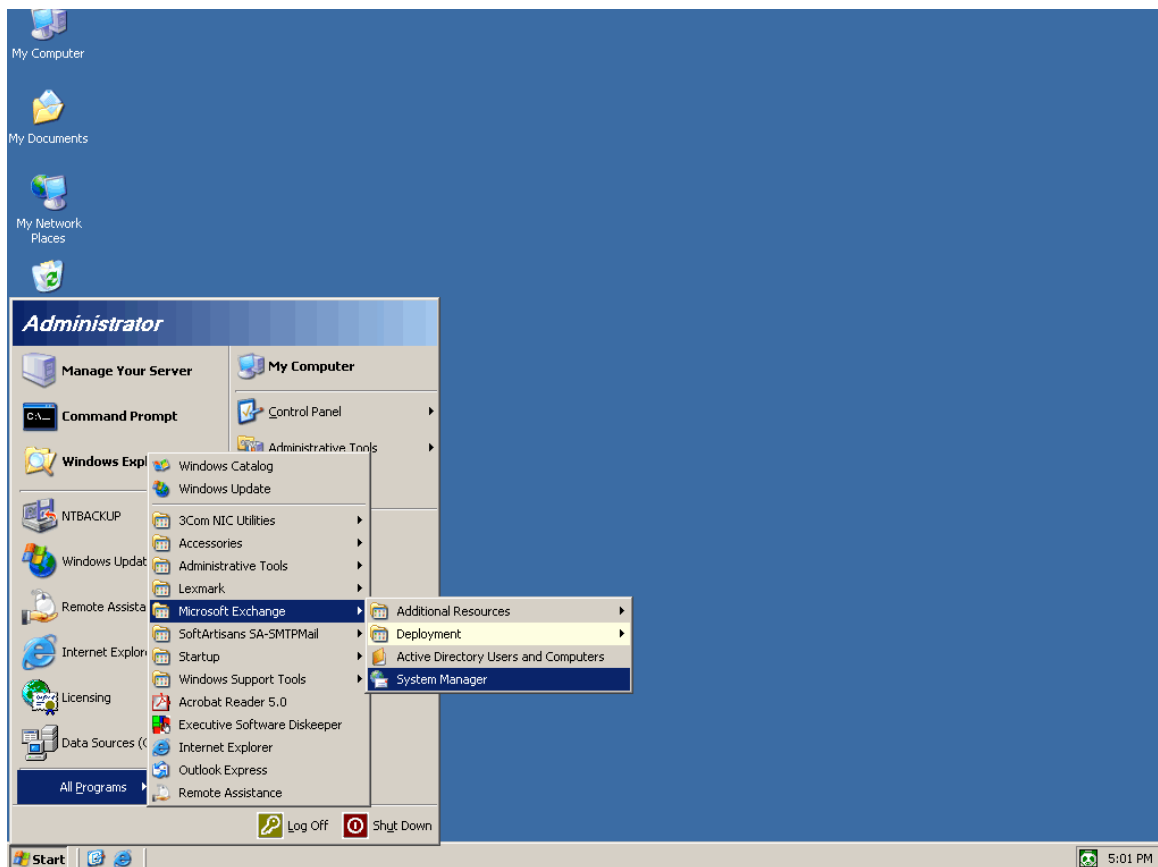 My Computer
My Documents
My Network
Places
Administrator
Manage Your Server
Command Prompt
Windows Expl
NTBACKUP
Windows Updat
Remote Assista
Internet Explor
Licensing
Data Sources (O
All Programs
My Computer
Control Panel
Administrative Tools
Windows Catalog
Windows Update
3Com NIC Utilities
Accessories
Administrative Tools
Lexmark
Microsoft Exchange
SoftArtisans SA-SMTPMail
Startup
Windows Support Tools
Acrobat Reader 5.0
Executive Software Diskeeper
Internet Explorer
Outlook Express
Remote Assistance
Additional Resources
Deployment
Active Directory Users and Computers
System Manager
Log Off
Shut Down
Start
5:01 PM